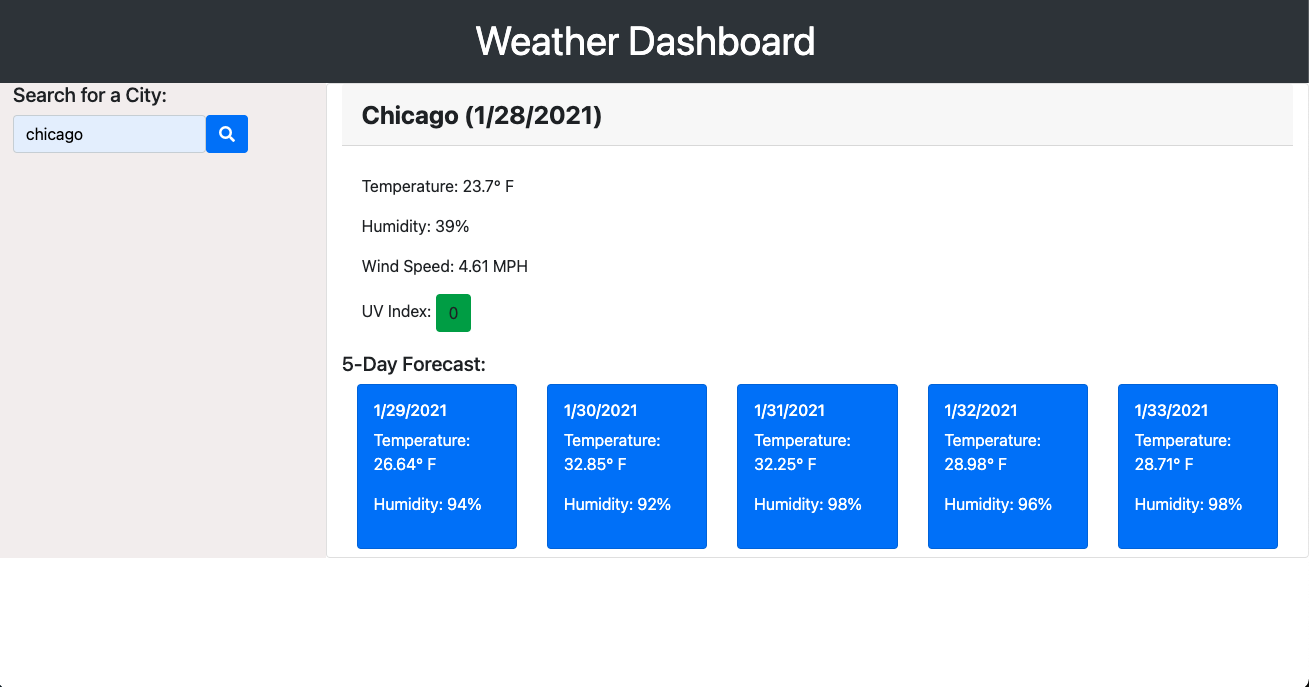 Weather Dashboard
Search for a City:
chicago
Chicago (1/28/2021)
Temperature: 23.7° F
Humidity: 39%
Wind Speed: 4.61 MPH
UV Index: 0
5-Day Forecast:
1/29/2021
Temperature:
26.64° F
Humidity: 94%
1/30/2021
Temperature:
32.85° F
Humidity: 92%
1/31/2021
Temperature:
32.25° F
Humidity: 98%
1/32/2021
Temperature:
28.98° F
Humidity: 96%
1/33/2021
Temperature:
28.71° F
Humidity: 98%